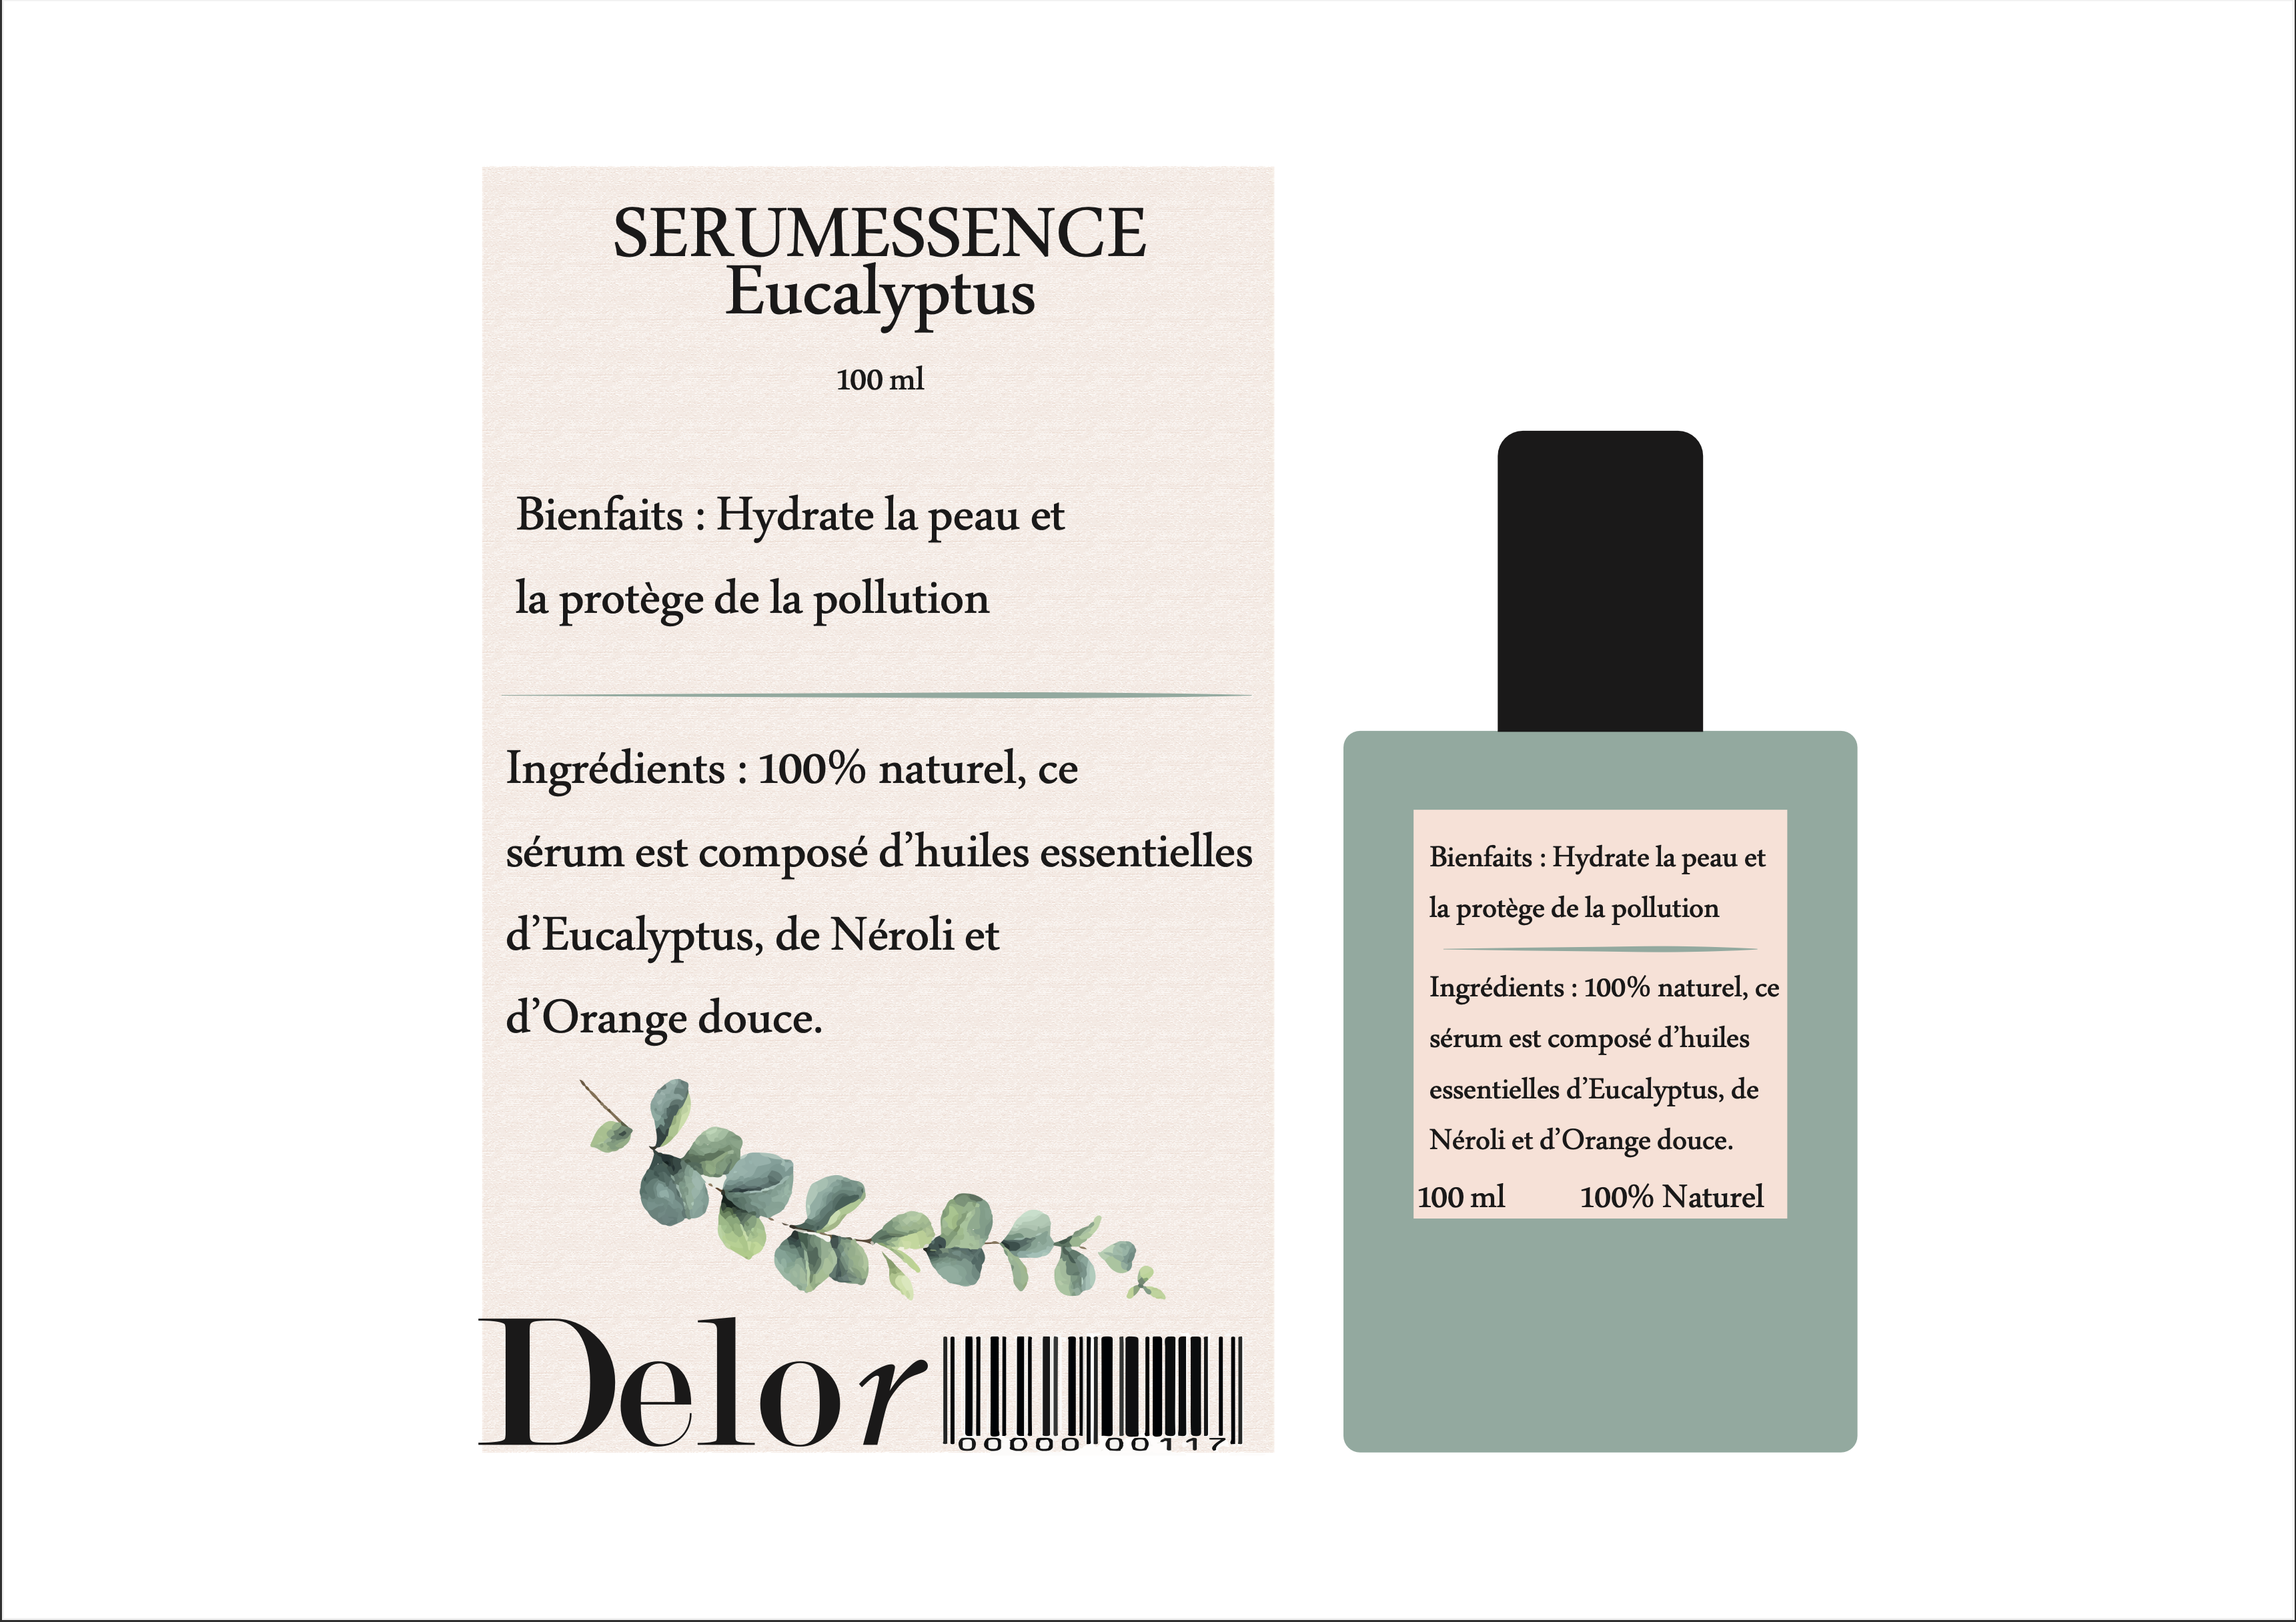 SERUMESSENCE
Eucalyptus
100 ml
Bienfaits : Hydrate la peau et
la protège de la pollution
Ingrédients : 100% naturel, ce
sérum est composé d’huiles essentielles
d’Eucalyptus, de Néroli et
d’Orange douce.
Delor
00000 00117
Bienfaits : Hydrate la peau et
la protège de la pollution
Ingrédients : 100% naturel, ce
sérum est composé d’huiles
essentielles d’Eucalyptus, de
Néroli et d’Orange douce.
100 ml 100% Naturel